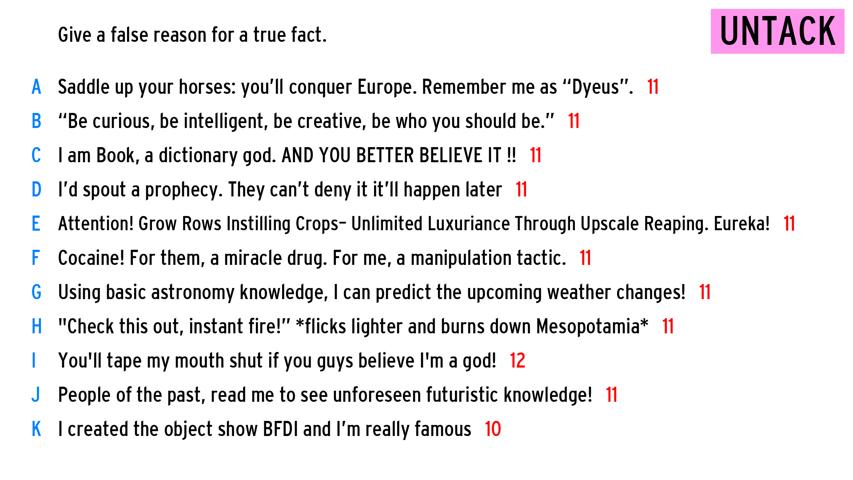 Give a false reason for a true fact.
UNTACK
A Saddle up your horses: you’ll conquer Europe. Remember me as “Dyeus”. 11
B “Be curious, be intelligent, be creative, be who you should be.” 11
C I am Book, a dictionary god. AND YOU BETTER BELIEVE IT !! 11
D I’d spout a prophecy. They can’t deny it it’ll happen later 11
E Attention! Grow Rows Instilling Crops– Unlimited Luxuriance Through Upscale Reaping. Eureka! 11
F Cocaine! For them, a miracle drug. For me, a manipulation tactic. 11
G Using basic astronomy knowledge, I can predict the upcoming weather changes! 11
H "Check this out, instant fire!” *flicks lighter and burns down Mesopotamia* 11
I You'll tape my mouth shut if you guys believe I'm a god! 12
J People of the past, read me to see unforeseen futuristic knowledge! 11
K I created the object show BFDI and I’m really famous 10